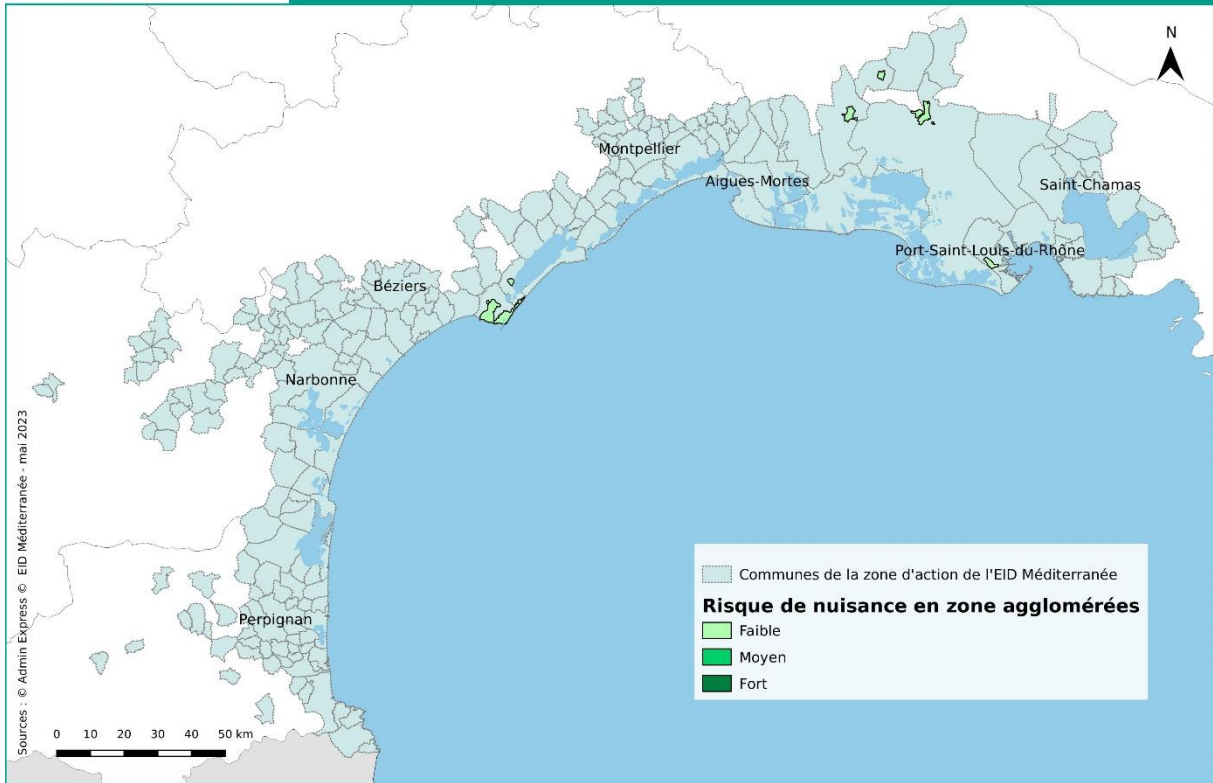 N
Montpellier
Aigues-Mortes
Saint-Chamas
Port-Saint-Louis-du-Rhône
Béziers
Narbonne
Perpignan
Communes de la zone d'action de l'EID Méditerranée
Risque de nuisance en zone agglomérées
Faible
Moyen
Fort
0 10 20 30 40 50 km
Sources : © Admin Express © EID Méditerranée - mai 2023